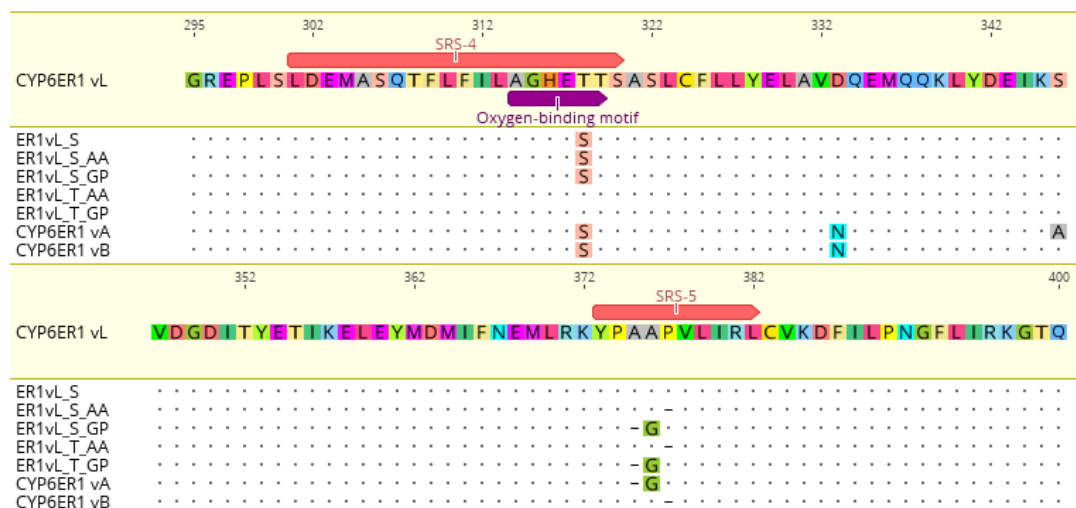 295 302 312 322 332 342
SRS-4
CYP6ER1 vL GREPLSLDEMASQTFLFILAGHETTSASLCFLLYELAVDQEMQQKLYDEIKS
Oxygen-binding motif
ER1vL_S .......................S............................
ER1vL_S_AA .......................S............................
ER1vL_S_GP .......................S............................
ER1vL_T_AA ....................................................
ER1vL_T_GP ....................................................
CYP6ER1 vA .......................S..............N............A
CYP6ER1 vB .......................S..............N.............
352 362 372 382 400
SRS-5
CYP6ER1 vL VDGDITYETIKELEYMDMIFNEMLRKYPAAPVLIRLCVKDFILPNGFLIRKGTQ
ER1vL_S ......................................................
ER1vL_S_AA ..............................-.......................
ER1vL_S_GP ............................-G........................
ER1vL_T_AA ..............................-.......................
ER1vL_T_GP ............................-G........................
CYP6ER1 vA ............................-G........................
CYP6ER1 vB ..............................-.......................